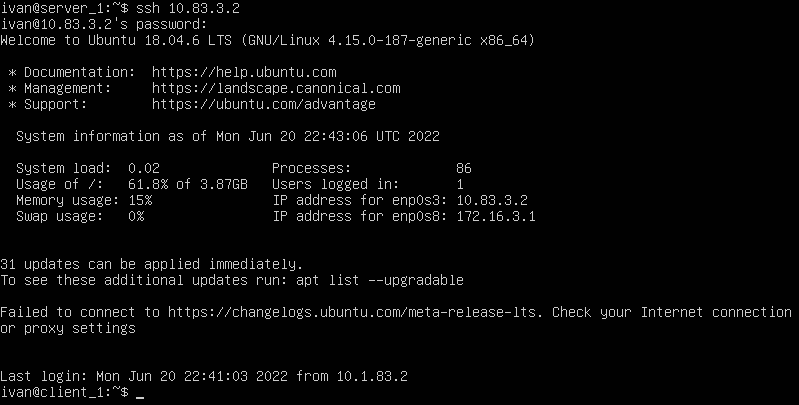 ivan@server_1:~$ ssh 10.83.3.2
ivan@10.83.3.2's password:
Welcome to Ubuntu 18.04.6 LTS (GNU/Linux 4.15.0-187-generic x86_64)

 * Documentation:  https://help.ubuntu.com
 * Management:     https://landscape.canonical.com
 * Support:        https://ubuntu.com/advantage

  System information as of Mon Jun 20 22:43:06 UTC 2022

  System load:  0.02              Processes:             86
  Usage of /:   61.8% of 3.87GB   Users logged in:       1
  Memory usage: 15%               IP address for enp0s3: 10.83.3.2
  Swap usage:   0%                IP address for enp0s8: 172.16.3.1


31 updates can be applied immediately.
To see these additional updates run: apt list --upgradable

Failed to connect to https://changelogs.ubuntu.com/meta-release-lts. Check your Internet connection
or proxy settings


Last login: Mon Jun 20 22:41:03 2022 from 10.1.83.2
ivan@client_1:~$ _